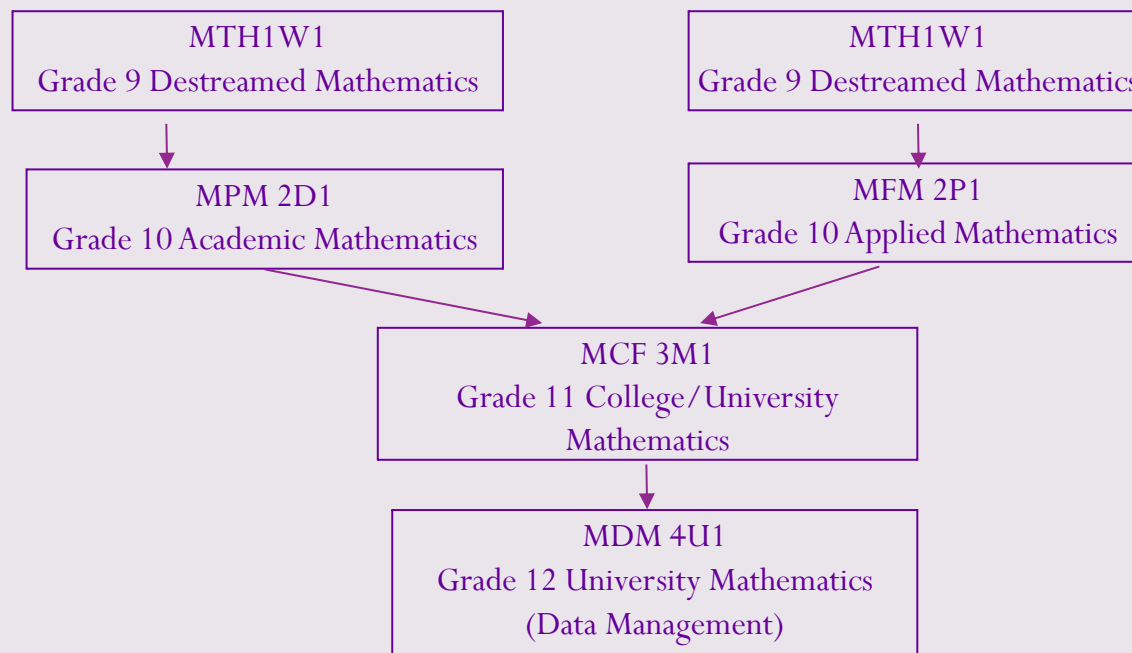 MTH1W1
Grade 9 Destreamed Mathematics
MTH1W1
Grade 9 Destreamed Mathematics
MPM 2D1
Grade 10 Academic Mathematics
MFM 2P1
Grade 10 Applied Mathematics
MCF 3M1
Grade 11 College/University
Mathematics
MDM 4U1
Grade 12 University Mathematics
(Data Management)